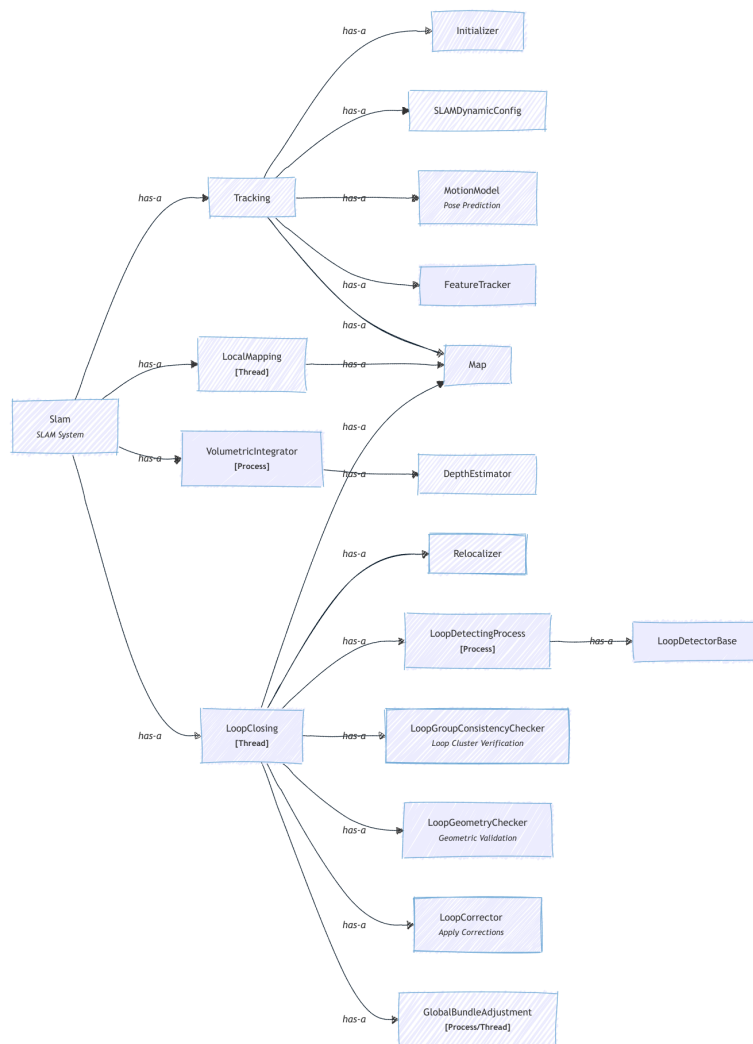 has-a
Initializer
has-a
SLAMDynamicConfig
has-a
Tracking
has-a
MotionModel
Pose Prediction
has-a
FeatureTracker
has-a
has-a
LocalMapping
[Thread]
has-a
Map
Slam
SLAM System
has-a
has-a
VolumetricIntegrator
[Process]
has-a
DepthEstimator
has-a
Relocalizer
has-a
LoopDetectingProcess
[Process]
has-a
LoopDetectorBase
has-a
LoopClosing
[Thread]
has-a
LoopGroupConsistencyChecker
Loop Cluster Verification
has-a
LoopGeometryChecker
Geometric Validation
has-a
LoopCorrector
Apply Corrections
has-a
GlobalBundleAdjustment
[Process/Thread]